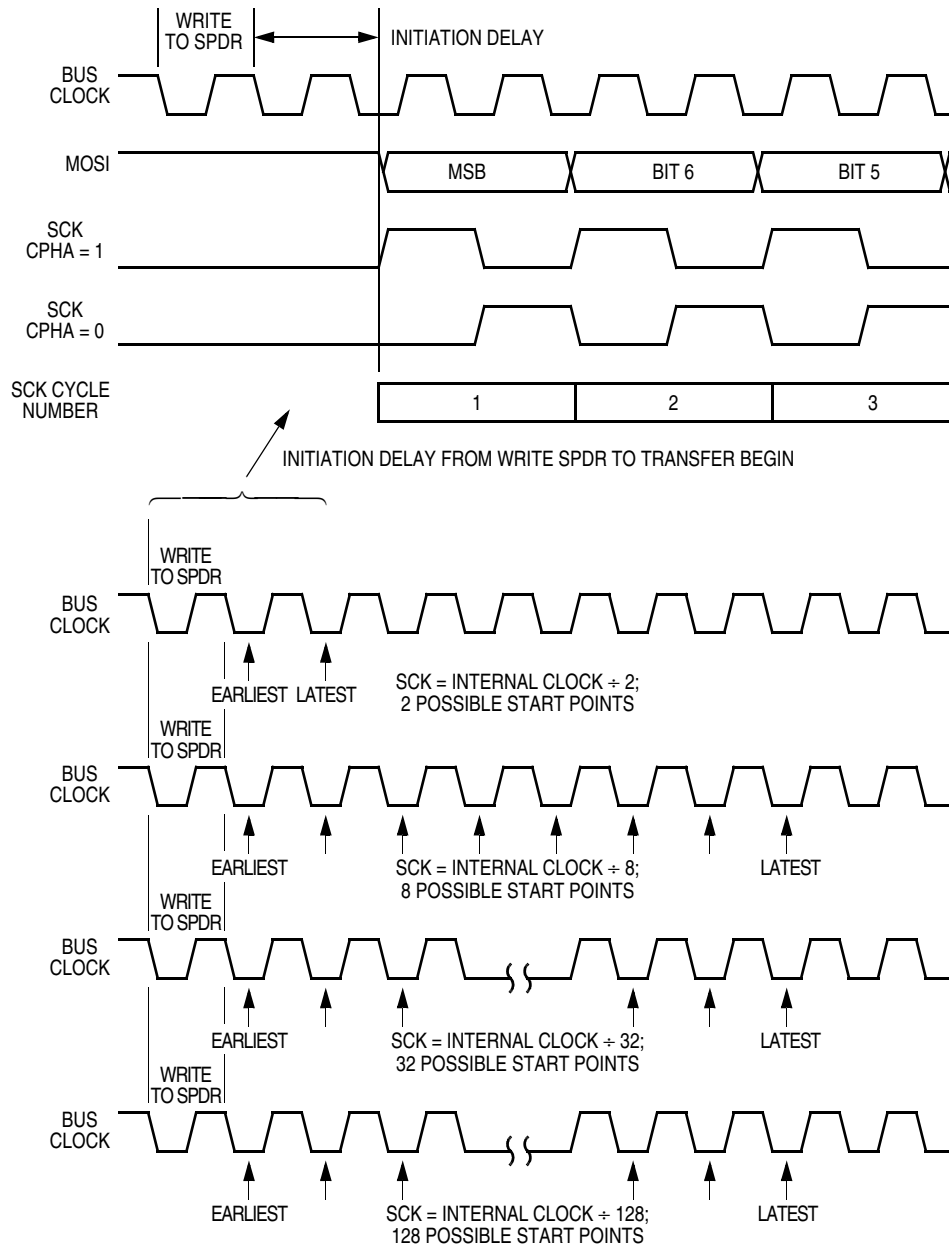 WRITE
TO SPDR
INITIATION DELAY
BUS
CLOCK
MOSI
MSB
BIT 6
BIT 5
SCK
CPHA = 1
SCK
CPHA = 0
SCK CYCLE
NUMBER
1
2
3
INITIATION DELAY FROM WRITE SPDR TO TRANSFER BEGIN
WRITE
TO SPDR
BUS
CLOCK
EARLIEST
LATEST
SCK = INTERNAL CLOCK ÷ 2;
2 POSSIBLE START POINTS
WRITE
TO SPDR
BUS
CLOCK
EARLIEST
SCK = INTERNAL CLOCK ÷ 8;
8 POSSIBLE START POINTS
LATEST
WRITE
TO SPDR
BUS
CLOCK
EARLIEST
SCK = INTERNAL CLOCK ÷ 32;
32 POSSIBLE START POINTS
LATEST
WRITE
TO SPDR
BUS
CLOCK
EARLIEST
SCK = INTERNAL CLOCK ÷ 128;
128 POSSIBLE START POINTS
LATEST